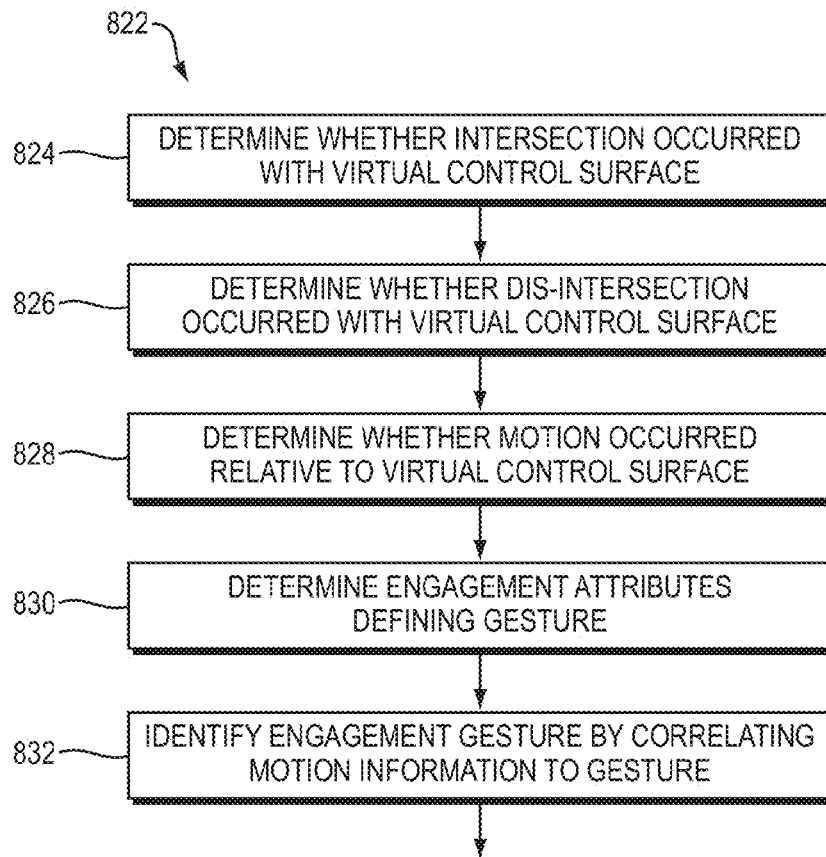 822
824
DETERMINE WHETHER INTERSECTION OCCURRED
WITH VIRTUAL CONTROL SURFACE
826
DETERMINE WHETHER DIS-INTERSECTION
OCCURRED WITH VIRTUAL CONTROL SURFACE
828
DETERMINE WHETHER MOTION OCCURRED
RELATIVE TO VIRTUAL CONTROL SURFACE
830
DETERMINE ENGAGEMENT ATTRIBUTES
DEFINING GESTURE
832
IDENTIFY ENGAGEMENT GESTURE BY CORRELATING
MOTION INFORMATION TO GESTURE